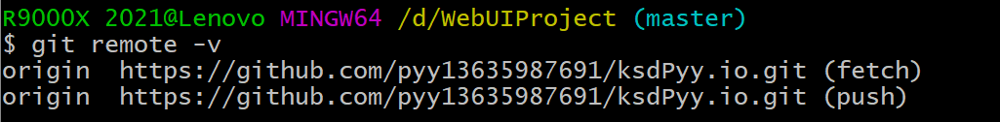 R9000X 2021@Lenovo MINGW64 /d/WebUIProject (master)
$ git remote -v
origin  https://github.com/pyy13635987691/ksdPyy.io.git (fetch)
origin  https://github.com/pyy13635987691/ksdPyy.io.git (push)